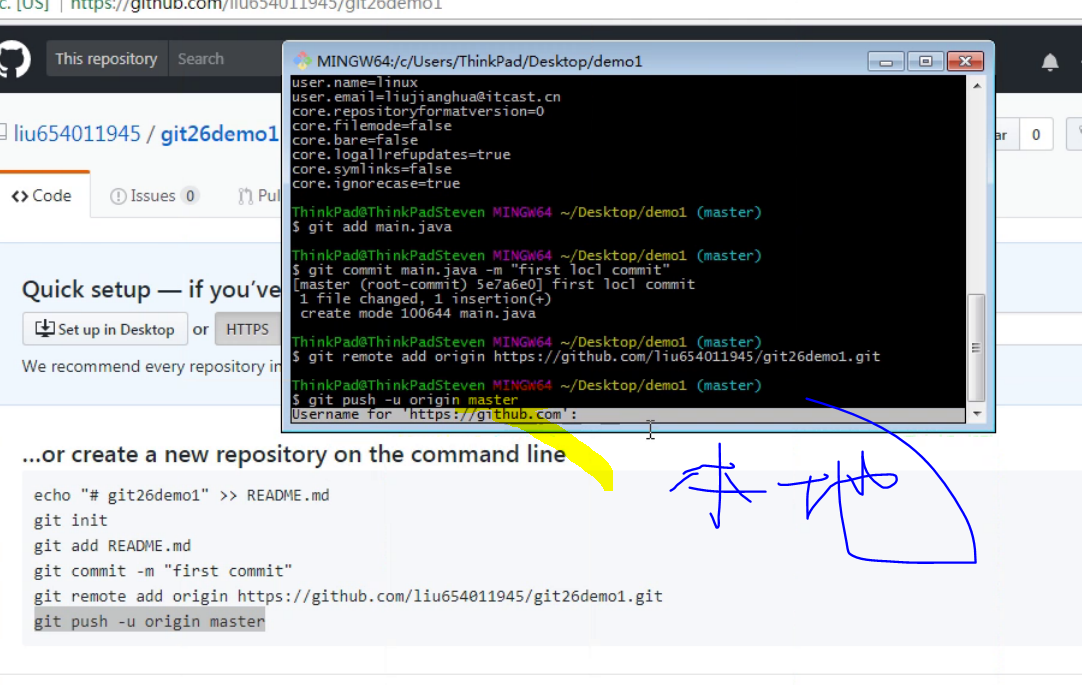 [US] | https://github.com/liu654011945/git26demo1
This repository Search
liu654011945 / git26demo1
0
Code Issues 0
Quick setup — if you've
Set up in Desktop or HTTPS
We recommend every repository in
MINGW64:/c/Users/ThinkPad/Desktop/demo1
user.name=linux
user.email=liujianghua@itcast.cn
core.repositoryformatversion=0
core.filemode=false
core.bare=false
core.logallrefupdates=true
core.symlinks=false
core.ignorecase=true
ThinkPad@ThinkPadSteven MINGW64 ~/Desktop/demo1 (master)
$ git add main.java
ThinkPad@ThinkPadSteven MINGW64 ~/Desktop/demo1 (master)
$ git commit main.java -m "first locl commit"
[master (root-commit) 5e7a6e0] first locl commit
1 file changed, 1 insertion(+)
create mode 100644 main.java
ThinkPad@ThinkPadSteven MINGW64 ~/Desktop/demo1 (master)
$ git remote add origin https://github.com/liu654011945/git26demo1.git
ThinkPad@ThinkPadSteven MINGW64 ~/Desktop/demo1 (master)
$ git push -u origin master
Username for 'https://github.com':
本地
…or create a new repository on the command line
echo "# git26demo1" >> README.md
git init
git add README.md
git commit -m "first commit"
git remote add origin https://github.com/liu654011945/git26demo1.git
git push -u origin master